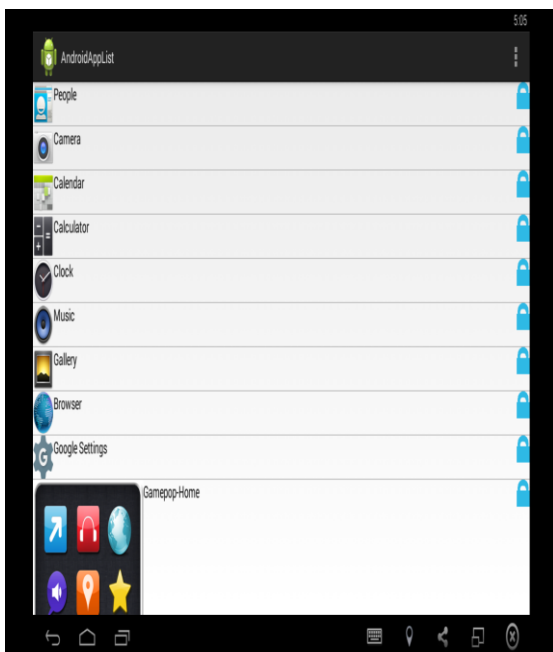 5:05
AndroidAppList
People
Camera
Calendar
Calculator
Clock
Music
Gallery
Browser
Google Settings
Gamepop-Home